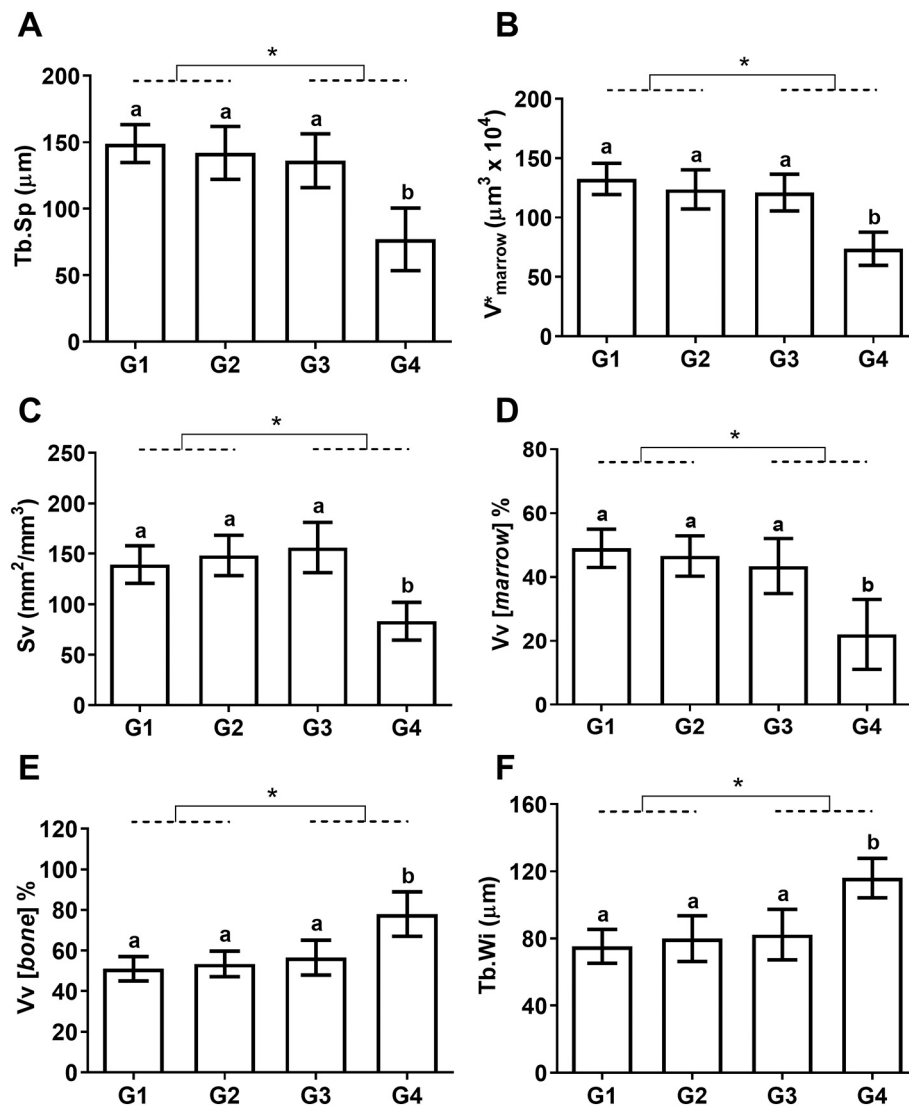 A
*
Tb.Sp (μm)
200
150
100
50
0
a
a
a
b
G1 G2 G3 G4
B
*
V*marrow (μm³ x 10⁴)
200
150
100
50
0
a
a
a
b
G1 G2 G3 G4
C
*
Sv (mm²/mm³)
250
200
150
100
50
0
a
a
a
b
G1 G2 G3 G4
D
*
Vv [marrow] %
80
60
40
20
0
a
a
a
b
G1 G2 G3 G4
E
*
Vv [bone] %
120
100
80
60
40
20
0
a
a
a
b
G1 G2 G3 G4
F
*
Tb.Wi (μm)
160
120
80
40
0
a
a
a
b
G1 G2 G3 G4